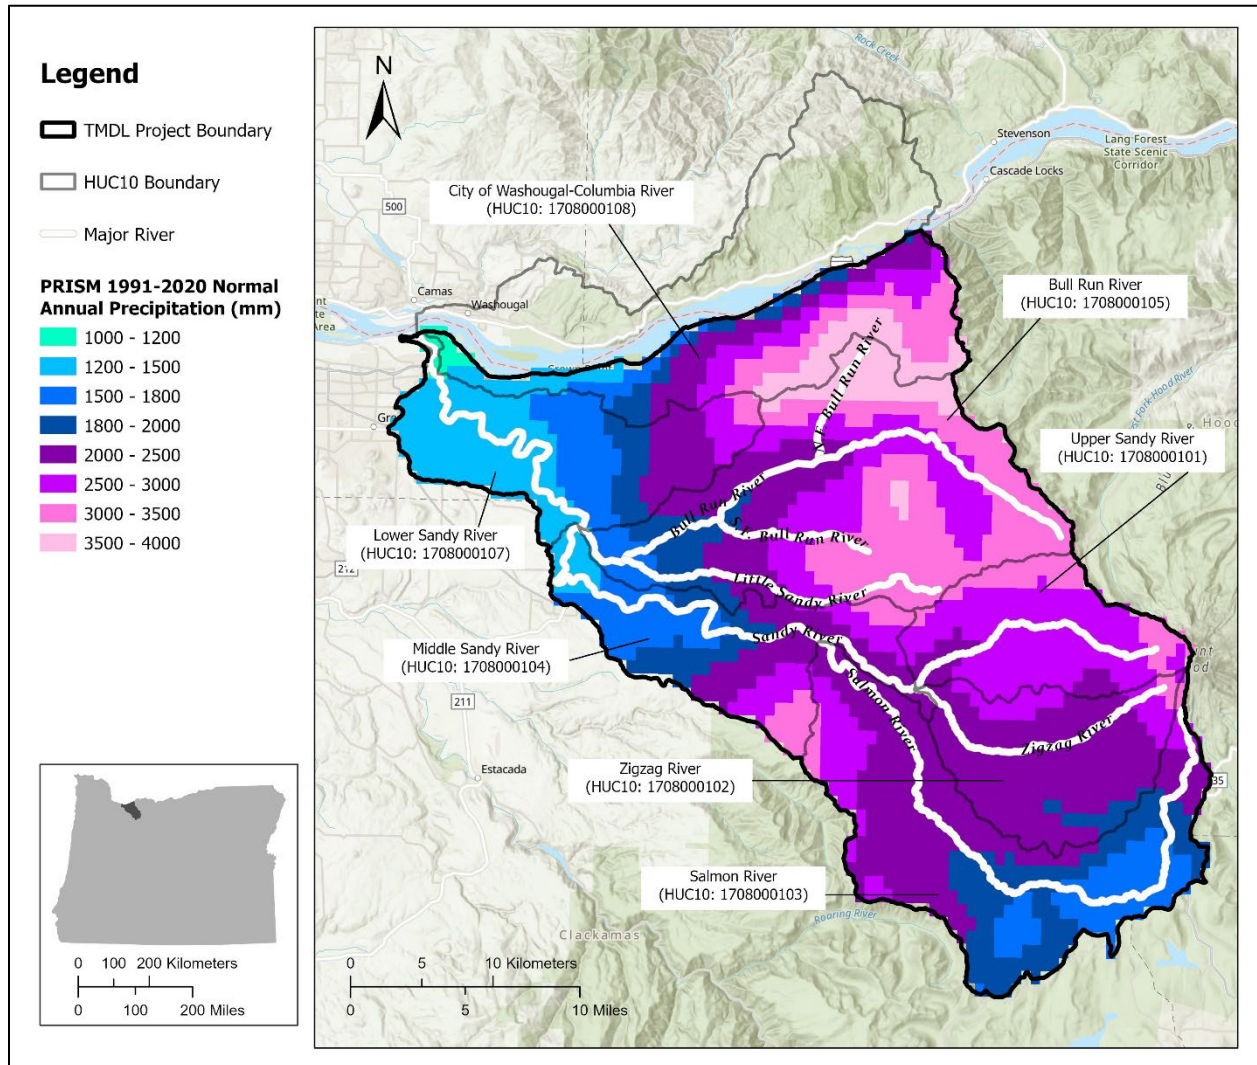 Legend
TMDL Project Boundary
HUC10 Boundary
Major River
PRISM 1991-2020 Normal
Annual Precipitation (mm)
1000 - 1200
1200 - 1500
1500 - 1800
1800 - 2000
2000 - 2500
2500 - 3000
3000 - 3500
3500 - 4000
0 100 200 Kilometers
0 100 200 Miles
N
Rock Creek
Stevenson
Lang Forest
State Scenic
Corridor
Cascade Locks
City of Washougal-Columbia River
(HUC10: 1708000108)
500
Camas
Washougal
Area
Bull Run River
(HUC10: 1708000105)
N.F. Bull Run River
Fork-Hood River
Hood
Upper Sandy River
(HUC10: 1708000101)
Bull Run River
S.F. Bull Run River
Lower Sandy River
(HUC10: 1708000107)
212
Little Sandy River
Middle Sandy River
(HUC10: 1708000104)
Sandy River
Salmon River
211
Zigzag River
Estacada
Zigzag River
(HUC10: 1708000102)
35
Salmon River
(HUC10: 1708000103)
Roaring River
Clackamas
0 5 10 Kilometers
0 5 10 Miles